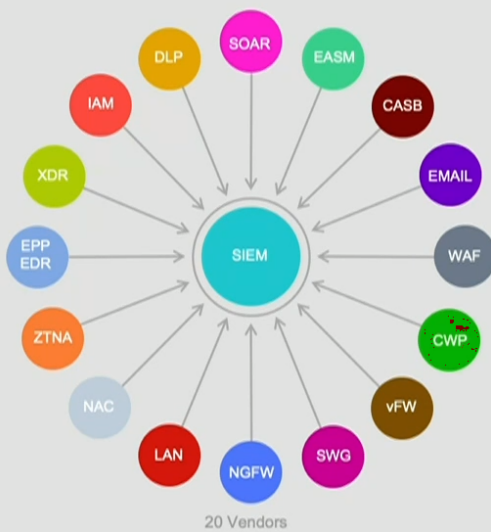 SOAR
DLP
EASM
IAM
CASB
XDR
EMAIL
EPP
EDR
SIEM
WAF
ZTNA
CWP
NAC
vFW
LAN
SWG
NGFW
20 Vendors